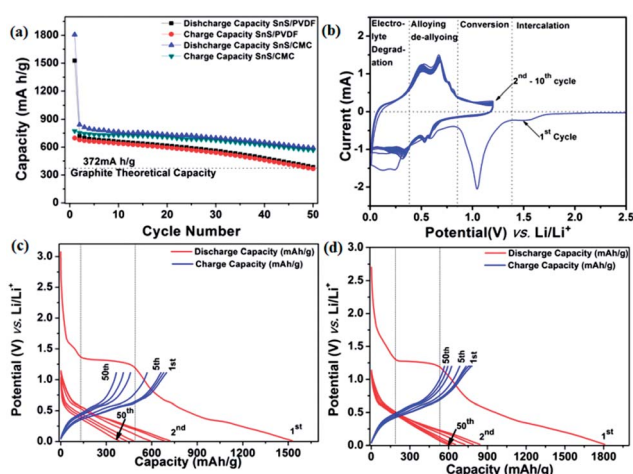 (a)
Dishcharge Capacity SnS/PVDF
Charge Capacity SnS/PVDF
Dishcharge Capacity SnS/CMC
Charge Capacity SnS/CMC
1800
1500
1200
900
600
300
0
372mA h/g
Graphite Theoretical Capacity
0 10 20 30 40 50
Capacity (mA h/g)
Cycle Number
Electro-
lyte
Degrad-
ation
Alloying
de-alloying
Conversion
Intercalation
(b)
2
1
0
-1
-2
2nd - 10th cycle
1st Cycle
0.0 0.5 1.0 1.5 2.0 2.5
Current (mA)
Potential(V) vs. Li/Li+
(c)
Discharge Capacity (mAh/g)
Charge Capacity (mAh/g)
3.0
2.5
2.0
1.5
1.0
0.5
0.0
50th
5th
1st
50th
2nd
1st
0 300 600 900 1200 1500
Potential (V) vs. Li/Li+
Capacity (mAh/g)
(d)
Discharge Capacity (mAh/g)
Charge Capacity (mAh/g)
3.0
2.5
2.0
1.5
1.0
0.5
0.0
50th
5th
1st
50th
2nd
1st
0 300 600 900 1200 1500 1800
Potential (V) vs. Li/Li+
Capacity (mAh/g)